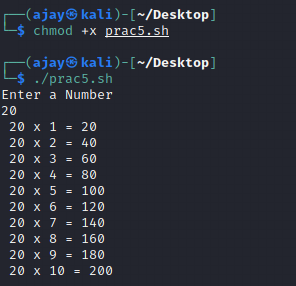 ┌──(ajay㉿kali)-[~/Desktop]
└─$ chmod +x prac5.sh
┌──(ajay㉿kali)-[~/Desktop]
└─$ ./prac5.sh
Enter a Number
20
20 x 1 = 20
20 x 2 = 40
20 x 3 = 60
20 x 4 = 80
20 x 5 = 100
20 x 6 = 120
20 x 7 = 140
20 x 8 = 160
20 x 9 = 180
20 x 10 = 200